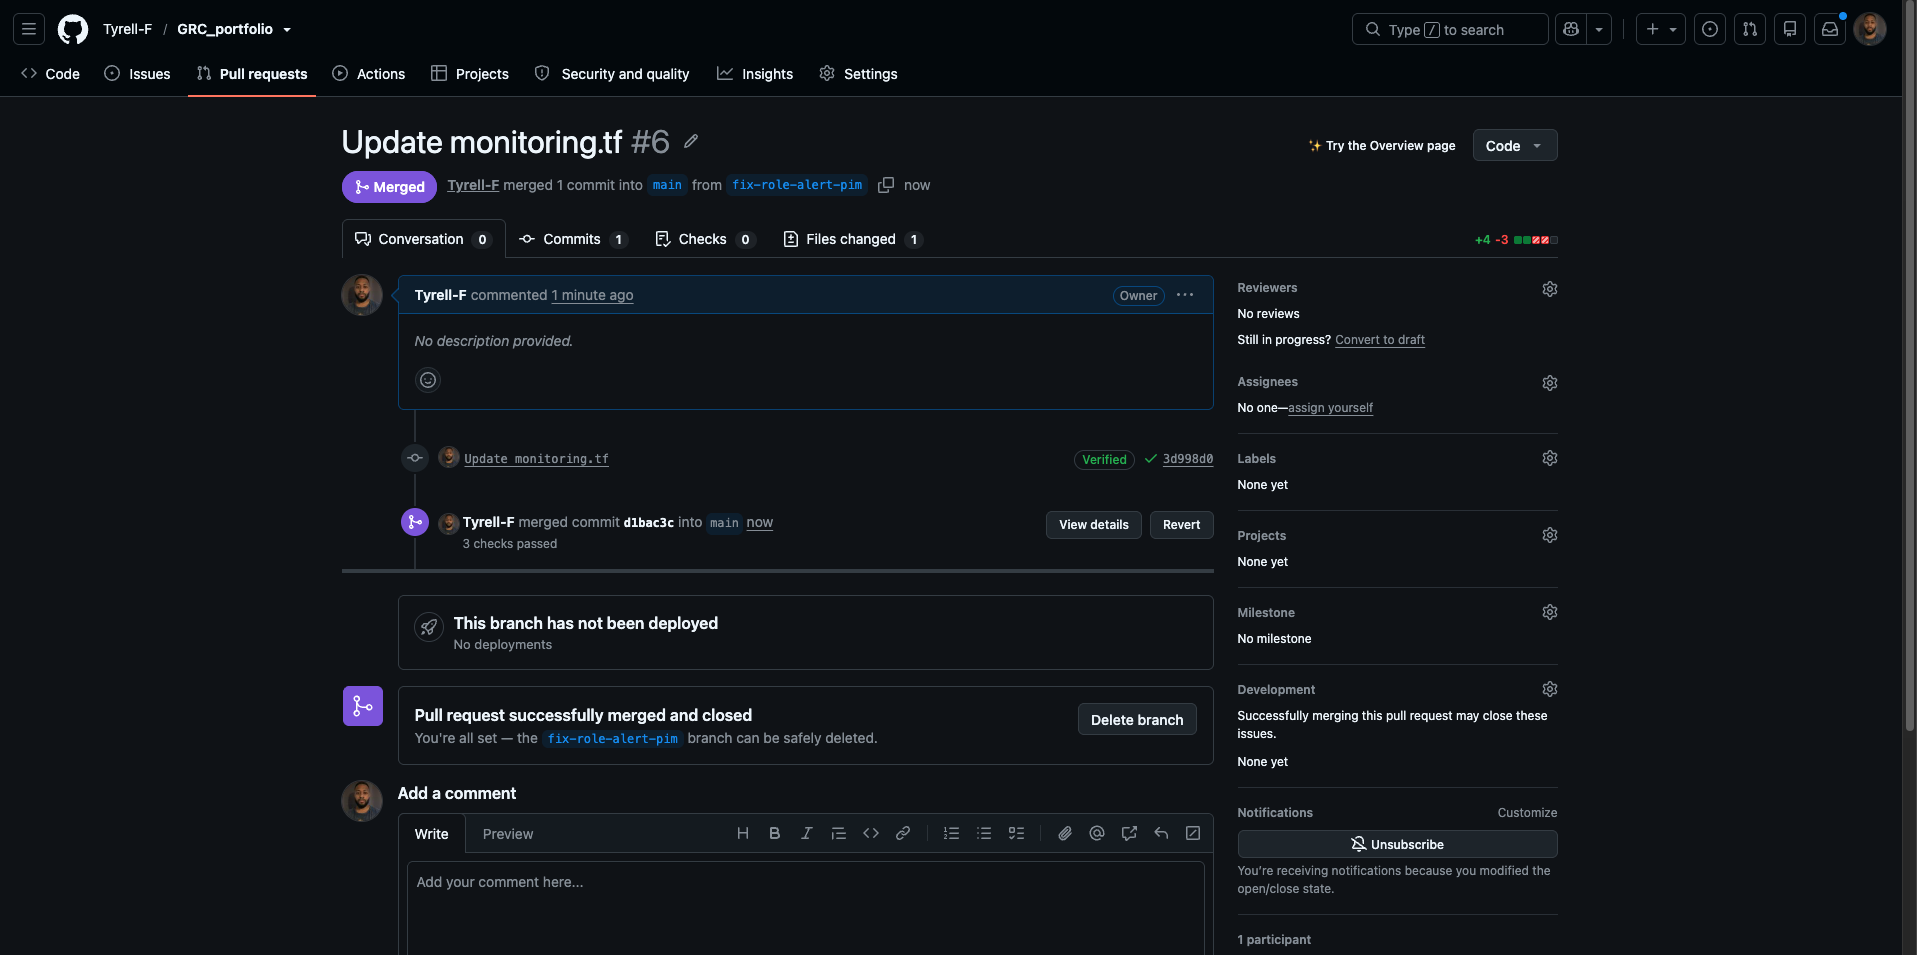 Tyrell-F / GRC_portfolio
Type / to search
Code
Issues
Pull requests
Actions
Projects
Security and quality
Insights
Settings
Update monitoring.tf #6
Try the Overview page
Code
Merged
Tyrell-F merged 1 commit into main from fix-role-alert-pim now
Conversation 0
Commits 1
Checks 0
Files changed 1
+4 -3
Tyrell-F commented 1 minute ago
Owner
No description provided.
Update monitoring.tf
Verified
3d998d0
Tyrell-F merged commit d1bac3c into main now
3 checks passed
View details
Revert
This branch has not been deployed
No deployments
Pull request successfully merged and closed
You're all set — the fix-role-alert-pim branch can be safely deleted.
Delete branch
Add a comment
Write
Preview
Add your comment here...
Reviewers
No reviews
Still in progress? Convert to draft
Assignees
No one—assign yourself
Labels
None yet
Projects
None yet
Milestone
No milestone
Development
Successfully merging this pull request may close these
issues.
None yet
Notifications
Customize
Unsubscribe
You're receiving notifications because you modified the
open/close state.
1 participant